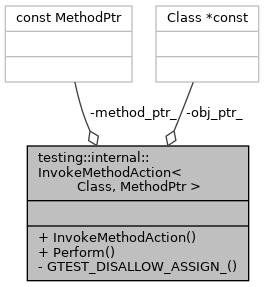 const MethodPtr
Class *const
-method_ptr_
-obj_ptr_
testing::internal::
InvokeMethodAction<
Class, MethodPtr >
+ InvokeMethodAction()
+ Perform()
- GTEST_DISALLOW_ASSIGN_()